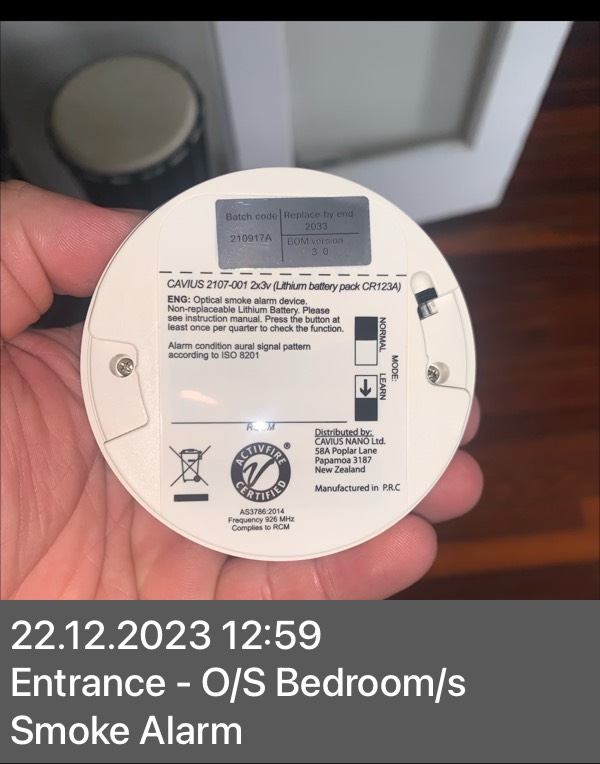 Batch code
210917A
Replace by end
2033
BOM version
3 0
CAVIUS 2107-001 2x3v (Lithium battery pack CR123A)
ENG: Optical smoke alarm device.
Non-replaceable Lithium Battery. Please
see instruction manual. Press the button at
least once per quarter to check the function.
Alarm condition aural signal pattern
according to ISO 8201
NORMAL
MODE:
LEARN
Distributed by:
CAVIUS NANO Ltd.
58A Poplar Lane
Papamoa 3187
New Zealand
Manufactured in P.R.C
ACTIVFIRE
®
CERTIFIED
AS3786:2014
Frequency 926 MHz
Complies to RCM
22.12.2023 12:59
Entrance - O/S Bedroom/s
Smoke Alarm